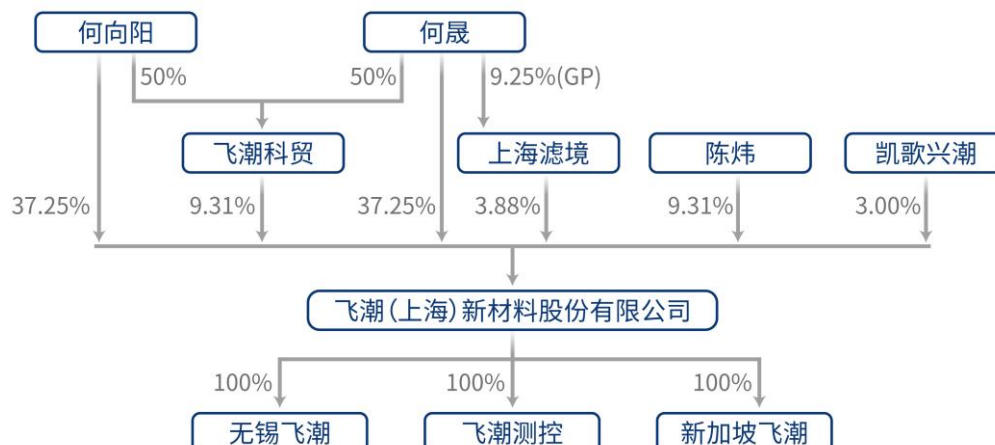 何向阳
何晟
50%
50%
9.25%(GP)
飞潮科贸
上海滤境
陈炜
凯歌兴潮
37.25%
9.31%
37.25%
3.88%
9.31%
3.00%
飞潮(上海)新材料股份有限公司
100%
100%
100%
无锡飞潮
飞潮测控
新加坡飞潮